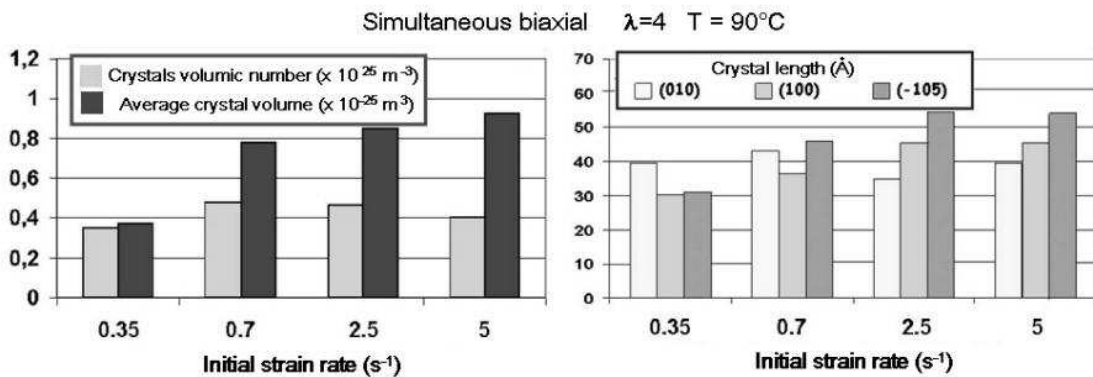 Simultaneous biaxial λ=4 T = 90°C
1,2
1
0,8
0,6
0,4
0,2
0
Crystals volumic number (x 10 25 m-3)
Average crystal volume (x 10-25 m3)
0.35 0.7 2.5 5
Initial strain rate (s-1)
70
60
50
40
30
20
10
0
Crystal length (Å)
(010) (100) (-105)
0.35 0.7 2.5 5
Initial strain rate (s-1)